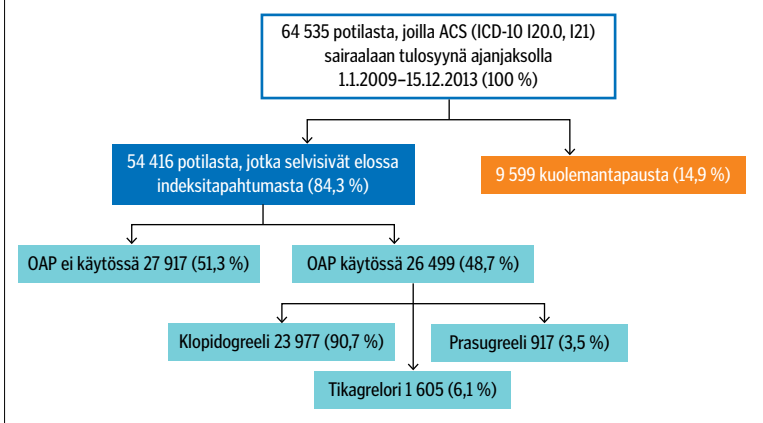 64 535 potilasta, joilla ACS (ICD-10 I20.0, I21)
sairaalaan tulosyynä ajanjaksolla
1.1.2009–15.12.2013 (100 %)
54 416 potilasta, jotka selvisivät elossa
indeksitapahtumasta (84,3 %)
9 599 kuolemantapausta (14,9 %)
OAP ei käytössä 27 917 (51,3 %)
OAP käytössä 26 499 (48,7 %)
Klopidogreeli 23 977 (90,7 %)
Prasugreeli 917 (3,5 %)
Tikagrelori 1 605 (6,1 %)